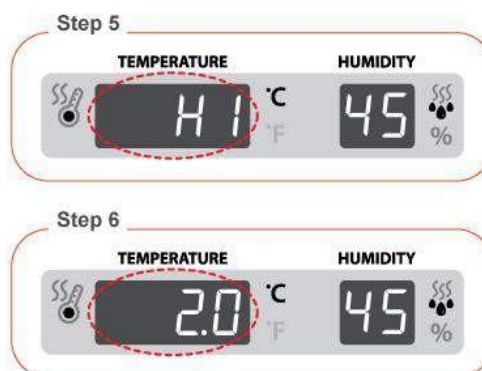 Step 5
TEMPERATURE HUMIDITY
H1 °C 45
°F %
Step 6
TEMPERATURE HUMIDITY
2.0 °C 45
°F %